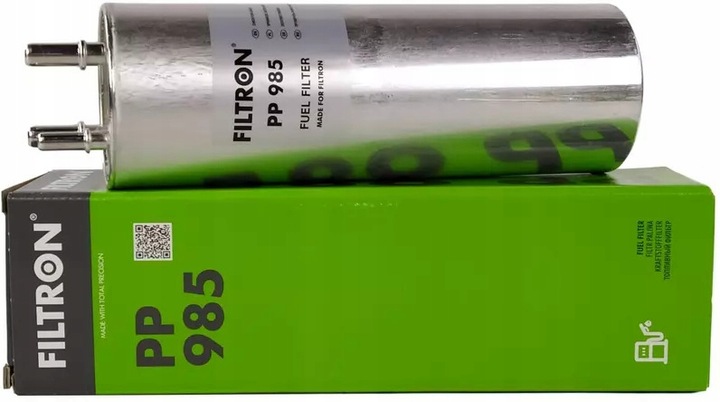 FILTRON®
PP 985
FUEL FILTER
MADE FOR FILTRON
FILTRON®
MADE WITH TOTAL PRECISION
PP
985
FUEL FILTER
FILTR PALIWA
KRAFTSTOFFFILTER
ТОПЛИВНЫЙ ФИЛЬТР